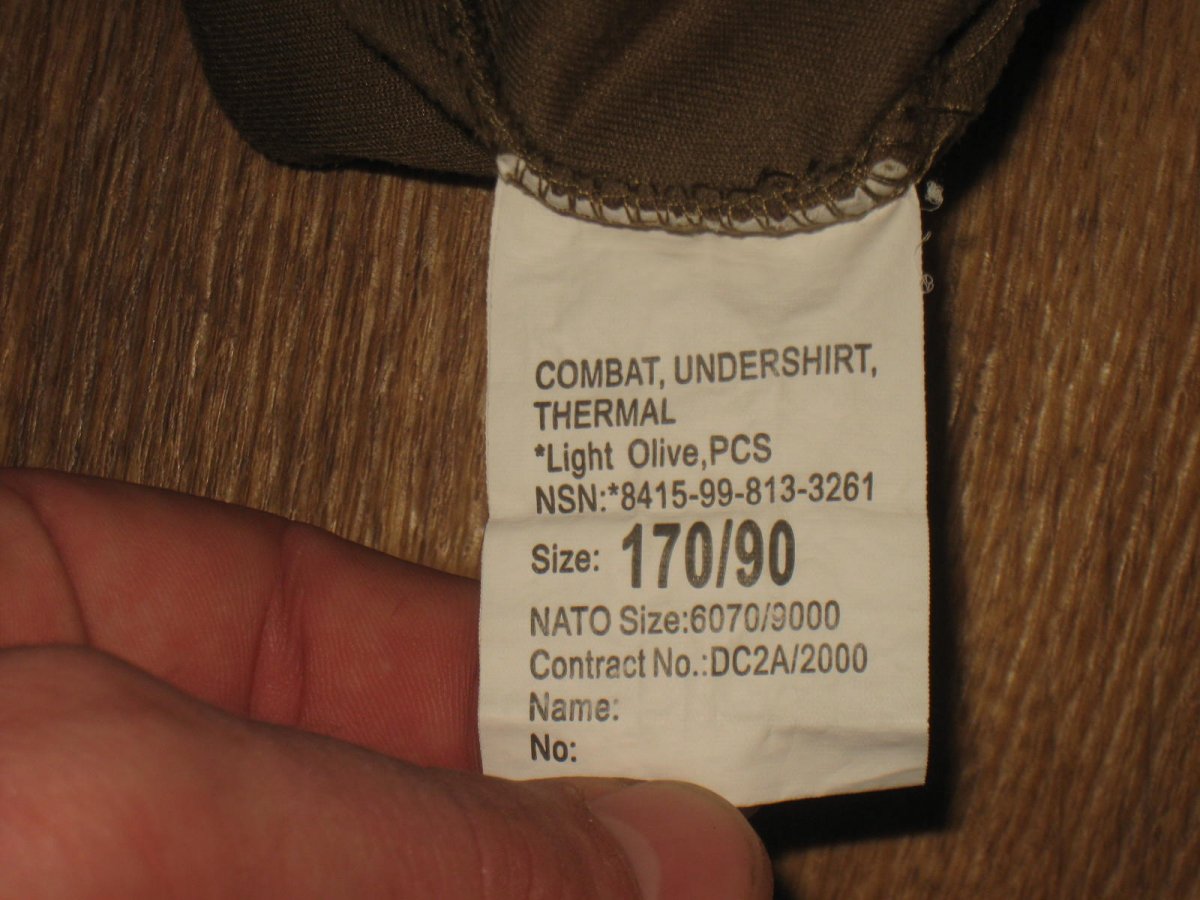 COMBAT, UNDERSHIRT,
THERMAL
*Light Olive,PCS
NSN:*8415-99-813-3261
Size: 170/90
NATO Size:6070/9000
Contract No.:DC2A/2000
Name:
No: